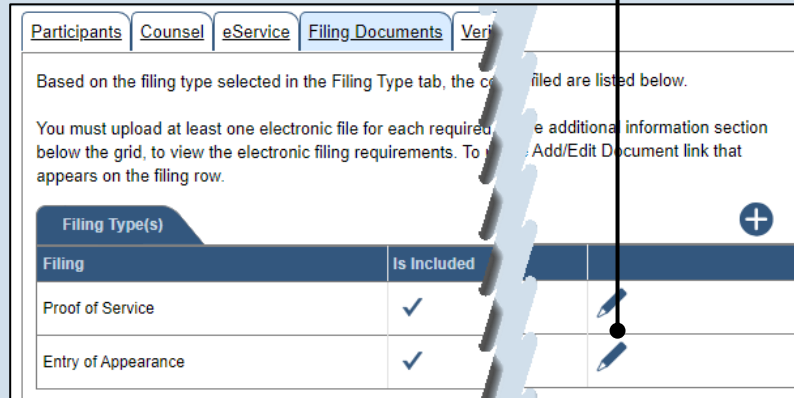 Participants Counsel eService Filing Documents Veri
Based on the filing type selected in the Filing Type tab, the filed are listed below.
You must upload at least one electronic file for each required additional information section
below the grid, to view the electronic filing requirements. To Add/Edit Document link that
appears on the filing row.
Filing Type(s)
Filing Is Included
Proof of Service
Entry of Appearance